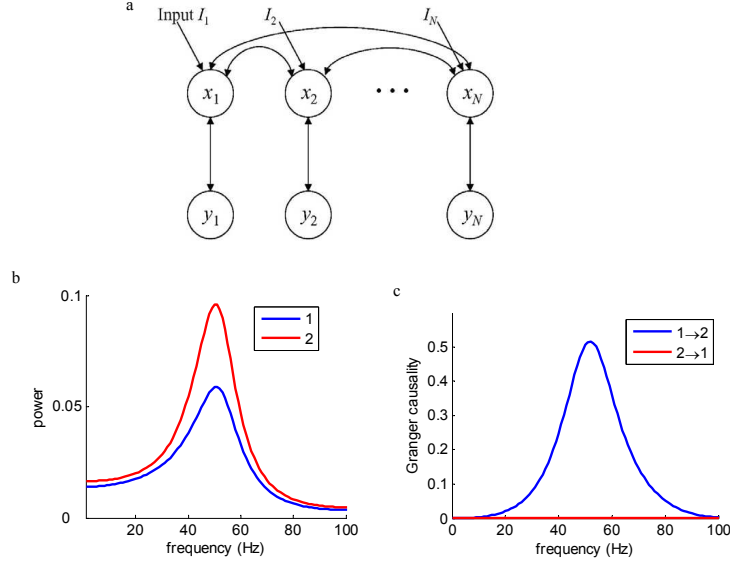 a
Input I1
I2
IN
x1
x2
...
xN
y1
y2
yN
b
0.1
0.05
0
power
20
40
60
80
100
frequency (Hz)
1
2
c
0.5
0.4
0.3
0.2
0.1
0
Granger causality
0
20
40
60
80
100
frequency (Hz)
1→2
2→1